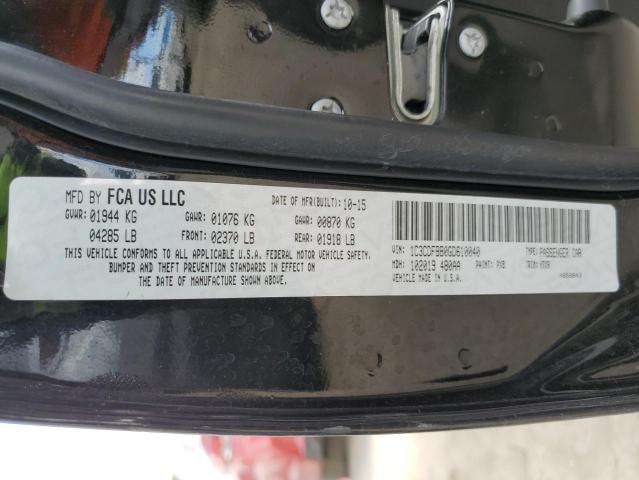 MFD BY FCA US LLC DATE OF MFR(BUILT): 10-15
GVWR: 01944 KG GAWR: 01076 KG GAWR: 00870 KG
04285 LB FRONT: 02370 LB REAR: 01918 LB
THIS VEHICLE CONFORMS TO ALL APPLICABLE U.S.A. FEDERAL MOTOR VEHICLE SAFETY,
BUMPER AND THEFT PREVENTION STANDARDS IN EFFECT ON
THE DATE OF MANUFACTURE SHOWN ABOVE.
VIN: 1C3CDFBB0GD610040 TYPE: PASSENGER CAR
MDH: 102019 480AA PAINT: PXB TRIM:
MADE IN U.S.A.